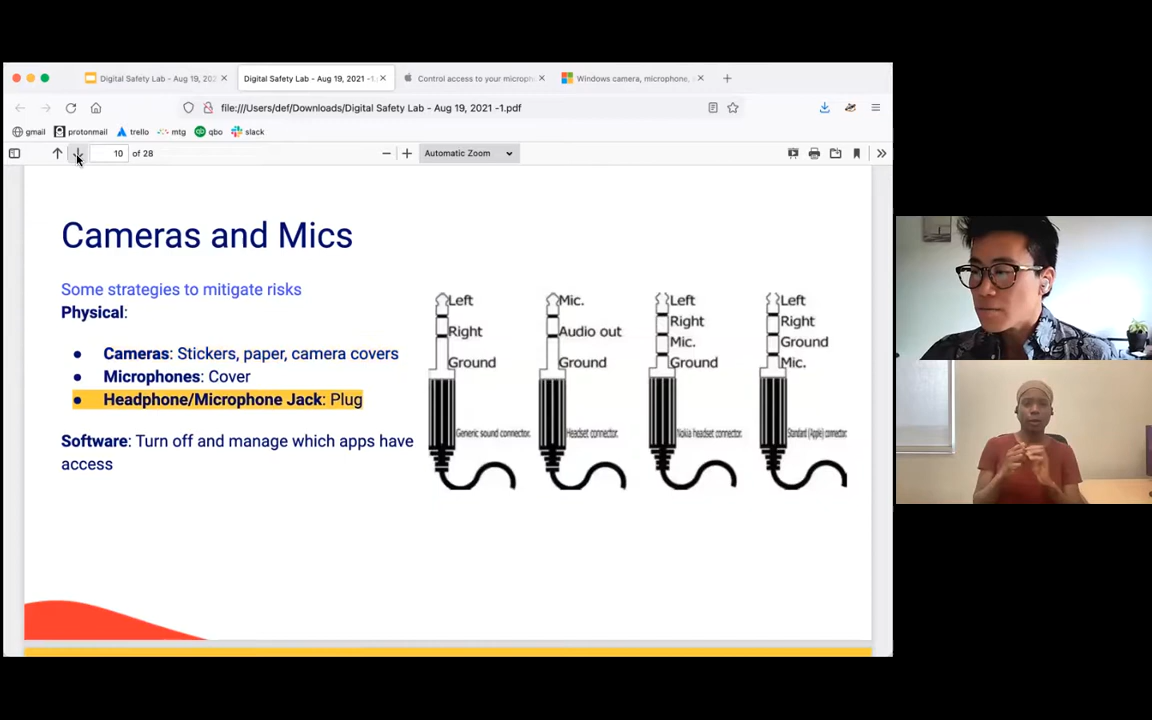 Digital Safety Lab - Aug 19, 202
Digital Safety Lab - Aug 19, 2021 -1.
Control access to your microph
Windows camera, microphone,
file:///Users/def/Downloads/Digital Safety Lab - Aug 19, 2021 -1.pdf
gmail protonmail trello mtg qbo slack
10 of 28
Automatic Zoom
Cameras and Mics
Some strategies to mitigate risks
Physical:
● Cameras: Stickers, paper, camera covers
● Microphones: Cover
● Headphone/Microphone Jack: Plug
Software: Turn off and manage which apps have
access
Left
Right
Ground
Generic sound connector.
Mic.
Audio out
Ground
Headset connector.
Left
Right
Mic.
Ground
Nokia headset connector.
Left
Right
Ground
Mic.
Standard (Apple) connector.